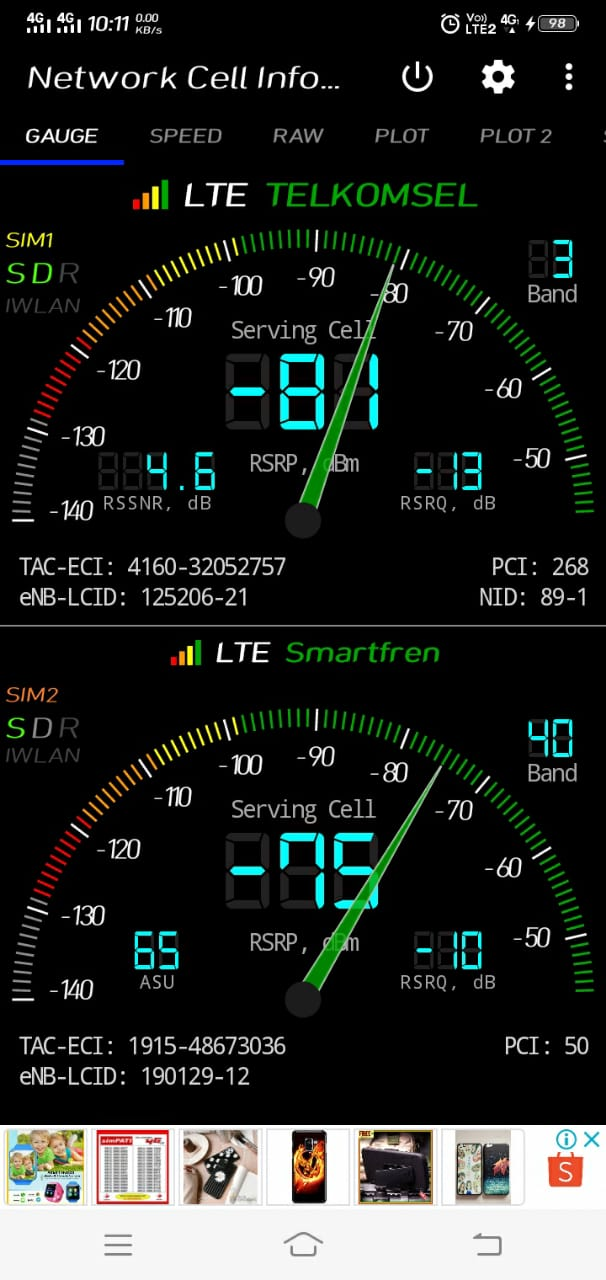 4G 4G 10:11 0.00 KB/s Vo)) LTE2 4G 98
Network Cell Info...
GAUGE SPEED RAW PLOT PLOT 2
LTE TELKOMSEL
SIM1
SDR
IWLAN
3
Band
-140 -130 -120 -110 -100 -90 -80 -70 -60 -50
Serving Cell
-81
RSRP, dBm
4.6
RSSNR, dB
-13
RSRQ, dB
TAC-ECI: 4160-32052757 PCI: 268
eNB-LCID: 125206-21 NID: 89-1
LTE Smartfren
SIM2
SDR
IWLAN
40
Band
-140 -130 -120 -110 -100 -90 -80 -70 -60 -50
Serving Cell
-75
RSRP, dBm
65
ASU
-10
RSRQ, dB
TAC-ECI: 1915-48673036 PCI: 50
eNB-LCID: 190129-12
simPATI 4G
FREE
S